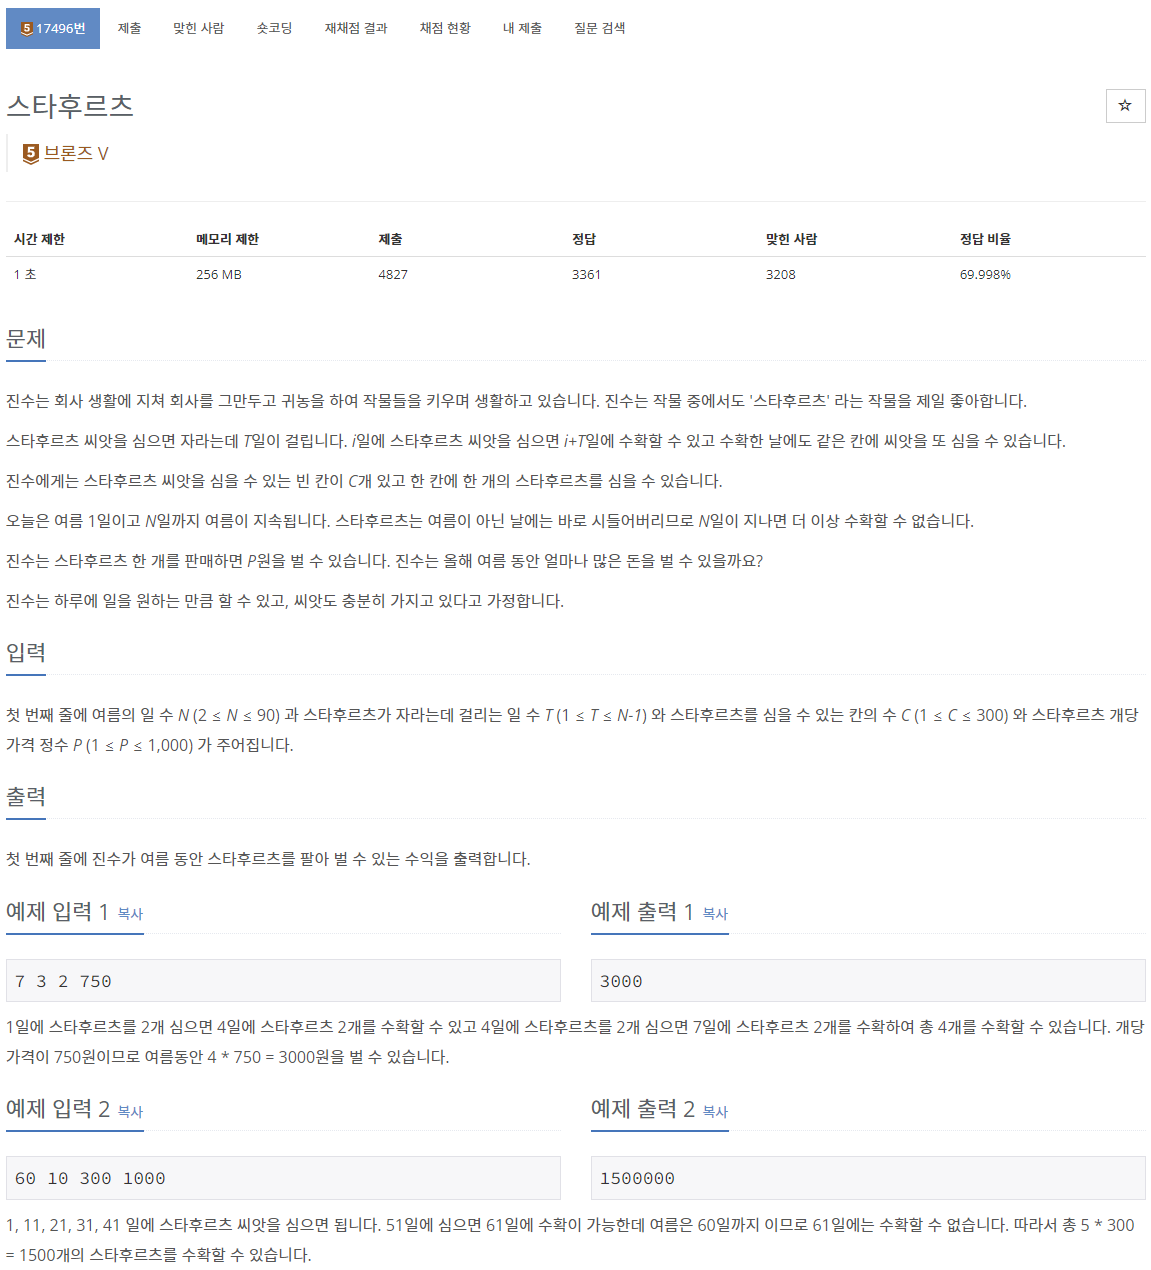 5 17496번 제출 맞힌 사람 숏코딩 재채점 결과 채점 현황 내 제출 질문 검색
스타후르츠
5 브론즈 V
시간 제한 메모리 제한 제출 정답 맞힌 사람 정답 비율
1 초 256 MB 4827 3361 3208 69.998%
문제
진수는 회사 생활에 지쳐 회사를 그만두고 귀농을 하여 작물들을 키우며 생활하고 있습니다. 진수는 작물 중에서도 '스타후르츠' 라는 작물을 제일 좋아합니다.
스타후르츠 씨앗을 심으면 자라는데 T일이 걸립니다. i일에 스타후르츠 씨앗을 심으면 i+T일에 수확할 수 있고 수확한 날에도 같은 칸에 씨앗을 또 심을 수 있습니다.
진수에게는 스타후르츠 씨앗을 심을 수 있는 빈 칸이 C개 있고 한 칸에 한 개의 스타후르츠를 심을 수 있습니다.
오늘은 여름 1일이고 N일까지 여름이 지속됩니다. 스타후르츠는 여름이 아닌 날에는 바로 시들어버리므로 N일이 지나면 더 이상 수확할 수 없습니다.
진수는 스타후르츠 한 개를 판매하면 P원을 벌 수 있습니다. 진수는 올해 여름 동안 얼마나 많은 돈을 벌 수 있을까요?
진수는 하루에 일을 원하는 만큼 할 수 있고, 씨앗도 충분히 가지고 있다고 가정합니다.
입력
첫 번째 줄에 여름의 일 수 N (2 ≤ N ≤ 90) 과 스타후르츠가 자라는데 걸리는 일 수 T (1 ≤ T ≤ N-1) 와 스타후르츠를 심을 수 있는 칸의 수 C (1 ≤ C ≤ 300) 와 스타후르츠 개당
가격 정수 P (1 ≤ P ≤ 1,000) 가 주어집니다.
출력
첫 번째 줄에 진수가 여름 동안 스타후르츠를 팔아 벌 수 있는 수익을 출력합니다.
예제 입력 1 복사 예제 출력 1 복사
7 3 2 750 3000
1일에 스타후르츠를 2개 심으면 4일에 스타후르츠 2개를 수확할 수 있고 4일에 스타후르츠를 2개 심으면 7일에 스타후르츠 2개를 수확하여 총 4개를 수확할 수 있습니다. 개당
가격이 750원이므로 여름동안 4 * 750 = 3000원을 벌 수 있습니다.
예제 입력 2 복사 예제 출력 2 복사
60 10 300 1000 1500000
1, 11, 21, 31, 41 일에 스타후르츠 씨앗을 심으면 됩니다. 51일에 심으면 61일에 수확이 가능한데 여름은 60일까지 이므로 61일에는 수확할 수 없습니다. 따라서 총 5 * 300
= 1500개의 스타후르츠를 수확할 수 있습니다.